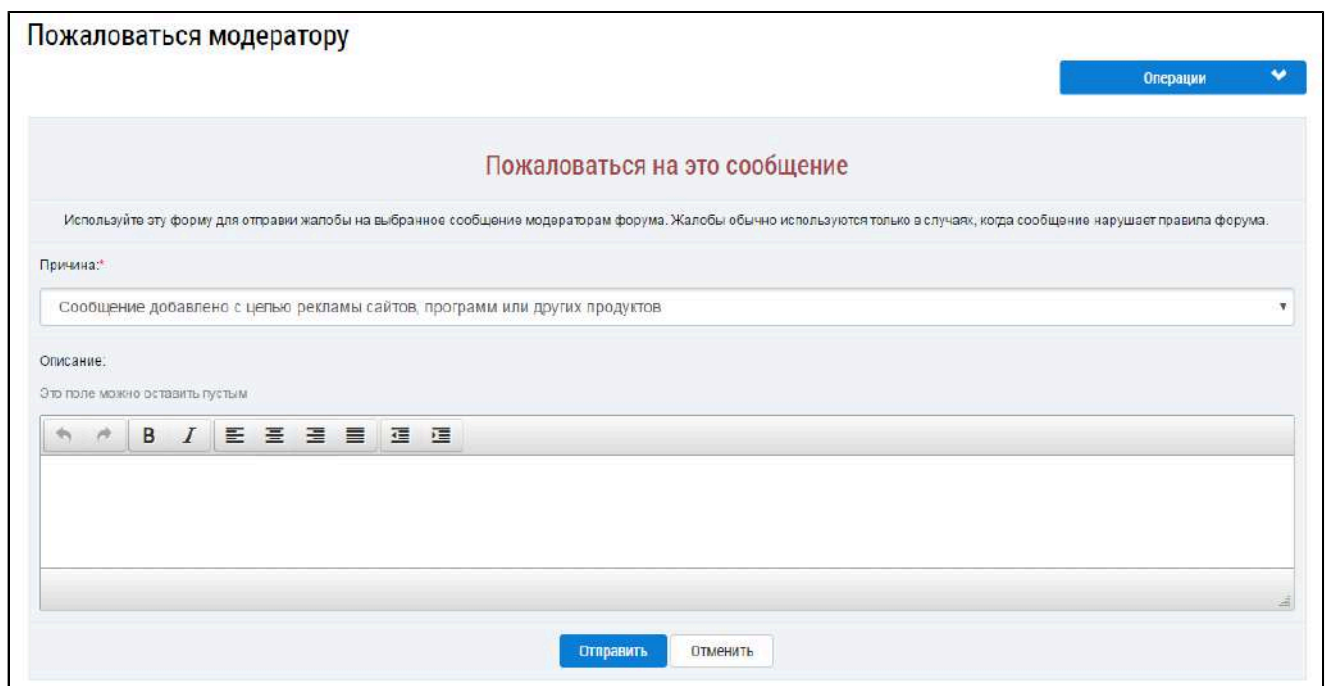 Пожаловаться модератору
Операции
Пожаловаться на это сообщение
Используйте эту форму для отправки жалобы на выбранное сообщение модераторам форума. Жалобы обычно используются только в случаях, когда сообщение нарушает правила форума.
Причина:*
Сообщение добавлено с целью рекламы сайтов, программ или других продуктов
Описание:
Это поле можно оставить пустым
B I
Отправить Отменить